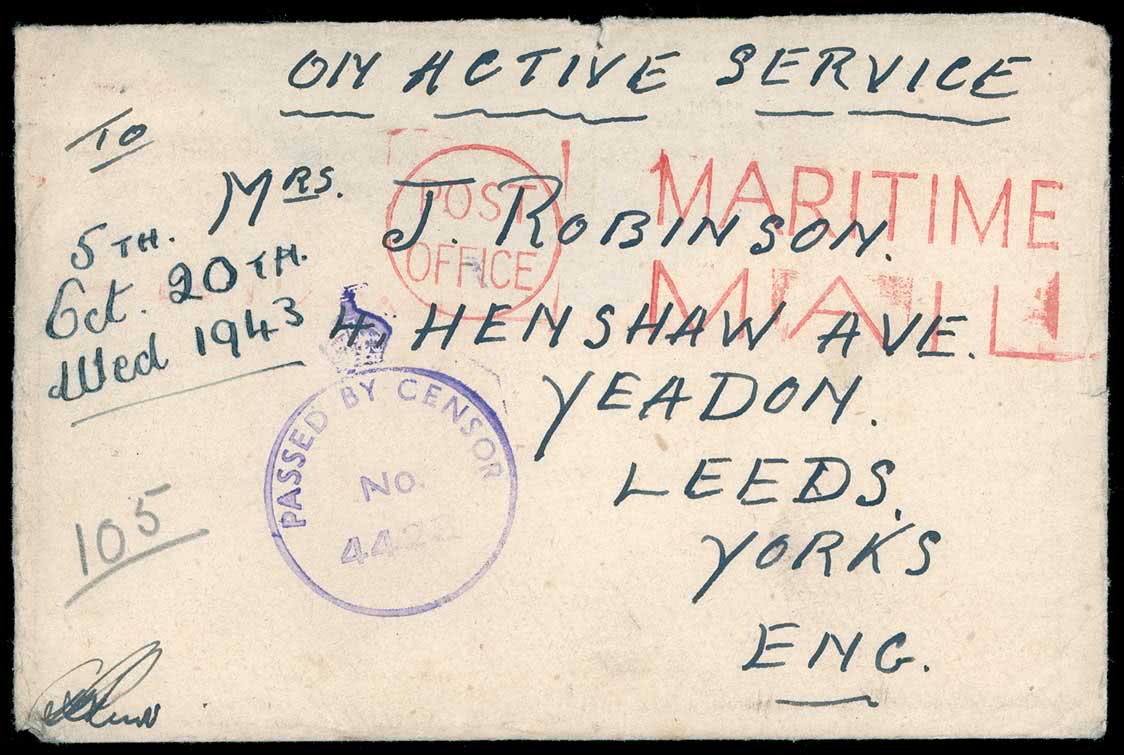 ON ACTIVE SERVICE
TO
MRS. J. ROBINSON.
4, HENSHAW AVE.
YEADON.
LEEDS,
YORKS
ENG.
5TH.
Oct. 20TH.
Wed 1943
POST
OFFICE
MARITIME
MAIL
PASSED BY CENSOR
No.
105